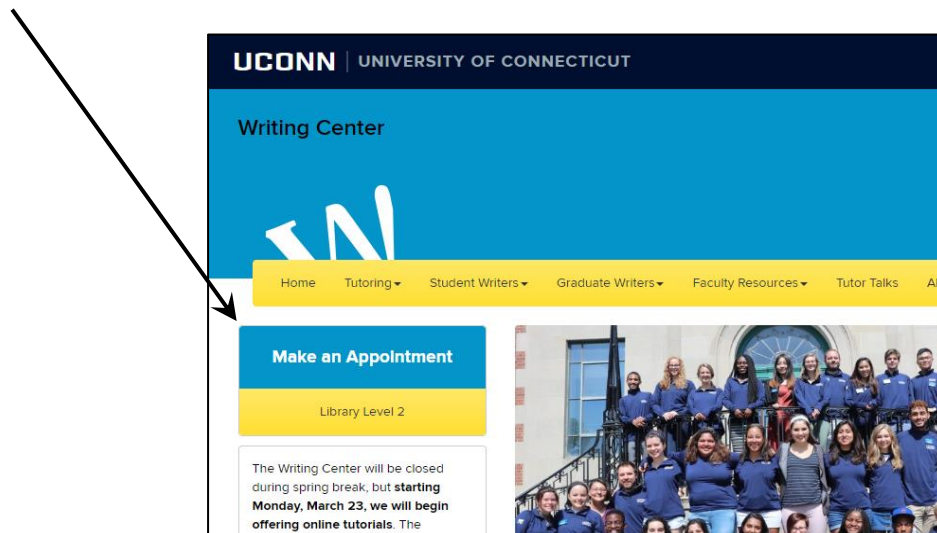 UCONN UNIVERSITY OF CONNECTICUT
Writing Center
W
Home Tutoring Student Writers Graduate Writers Faculty Resources Tutor Talks
Make an Appointment
Library Level 2
The Writing Center will be closed
during spring break, but starting
Monday, March 23, we will begin
offering online tutorials. The